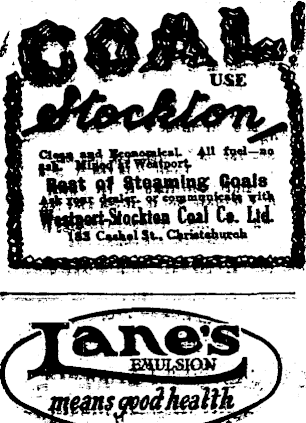 COAL
USE
Stockton
Clean and Economical. All fuel—no
ash. Mined at Westport.
Best of Steaming Coals
Ask your dealer, or communicate with
Westport-Stockton Coal Co. Ltd.
163 Cashel St., Christchurch
Lane's
EMULSION
means good health